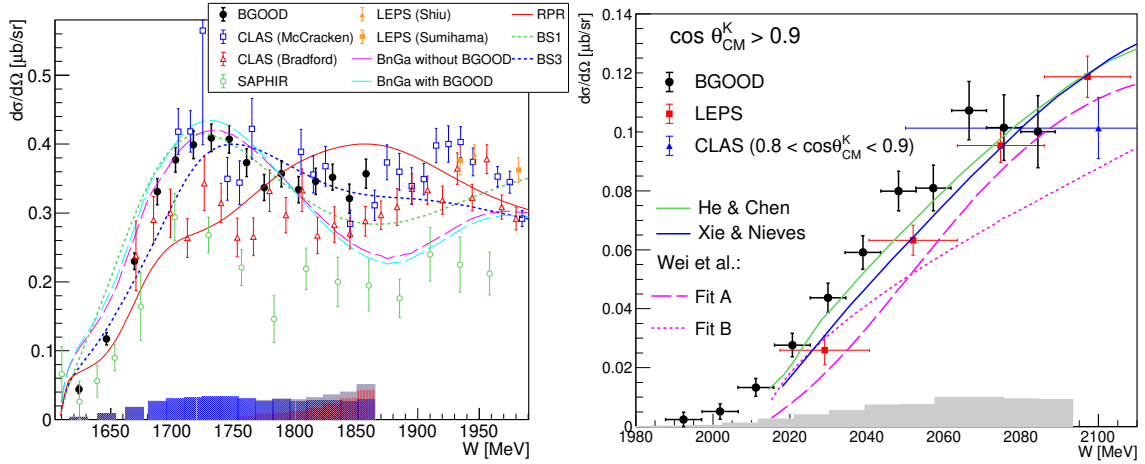 dσ/dΩ [μb/sr]
BGOOD
CLAS (McCracken)
CLAS (Bradford)
SAPHIR
LEPS (Shiu)
LEPS (Sumihama)
BnGa without BGOOD
BnGa with BGOOD
RPR
BS1
BS3
0.5
0.4
0.3
0.2
0.1
0
1650 1700 1750 1800 1850 1900 1950
W [MeV]
dσ/dΩ [μb/sr]
cos θ^K_CM > 0.9
BGOOD
LEPS
CLAS (0.8 < cosθ^K_CM < 0.9)
He & Chen
Xie & Nieves
Wei et al.:
Fit A
Fit B
0.14
0.12
0.1
0.08
0.06
0.04
0.02
0
1980 2000 2020 2040 2060 2080 2100
W [MeV]